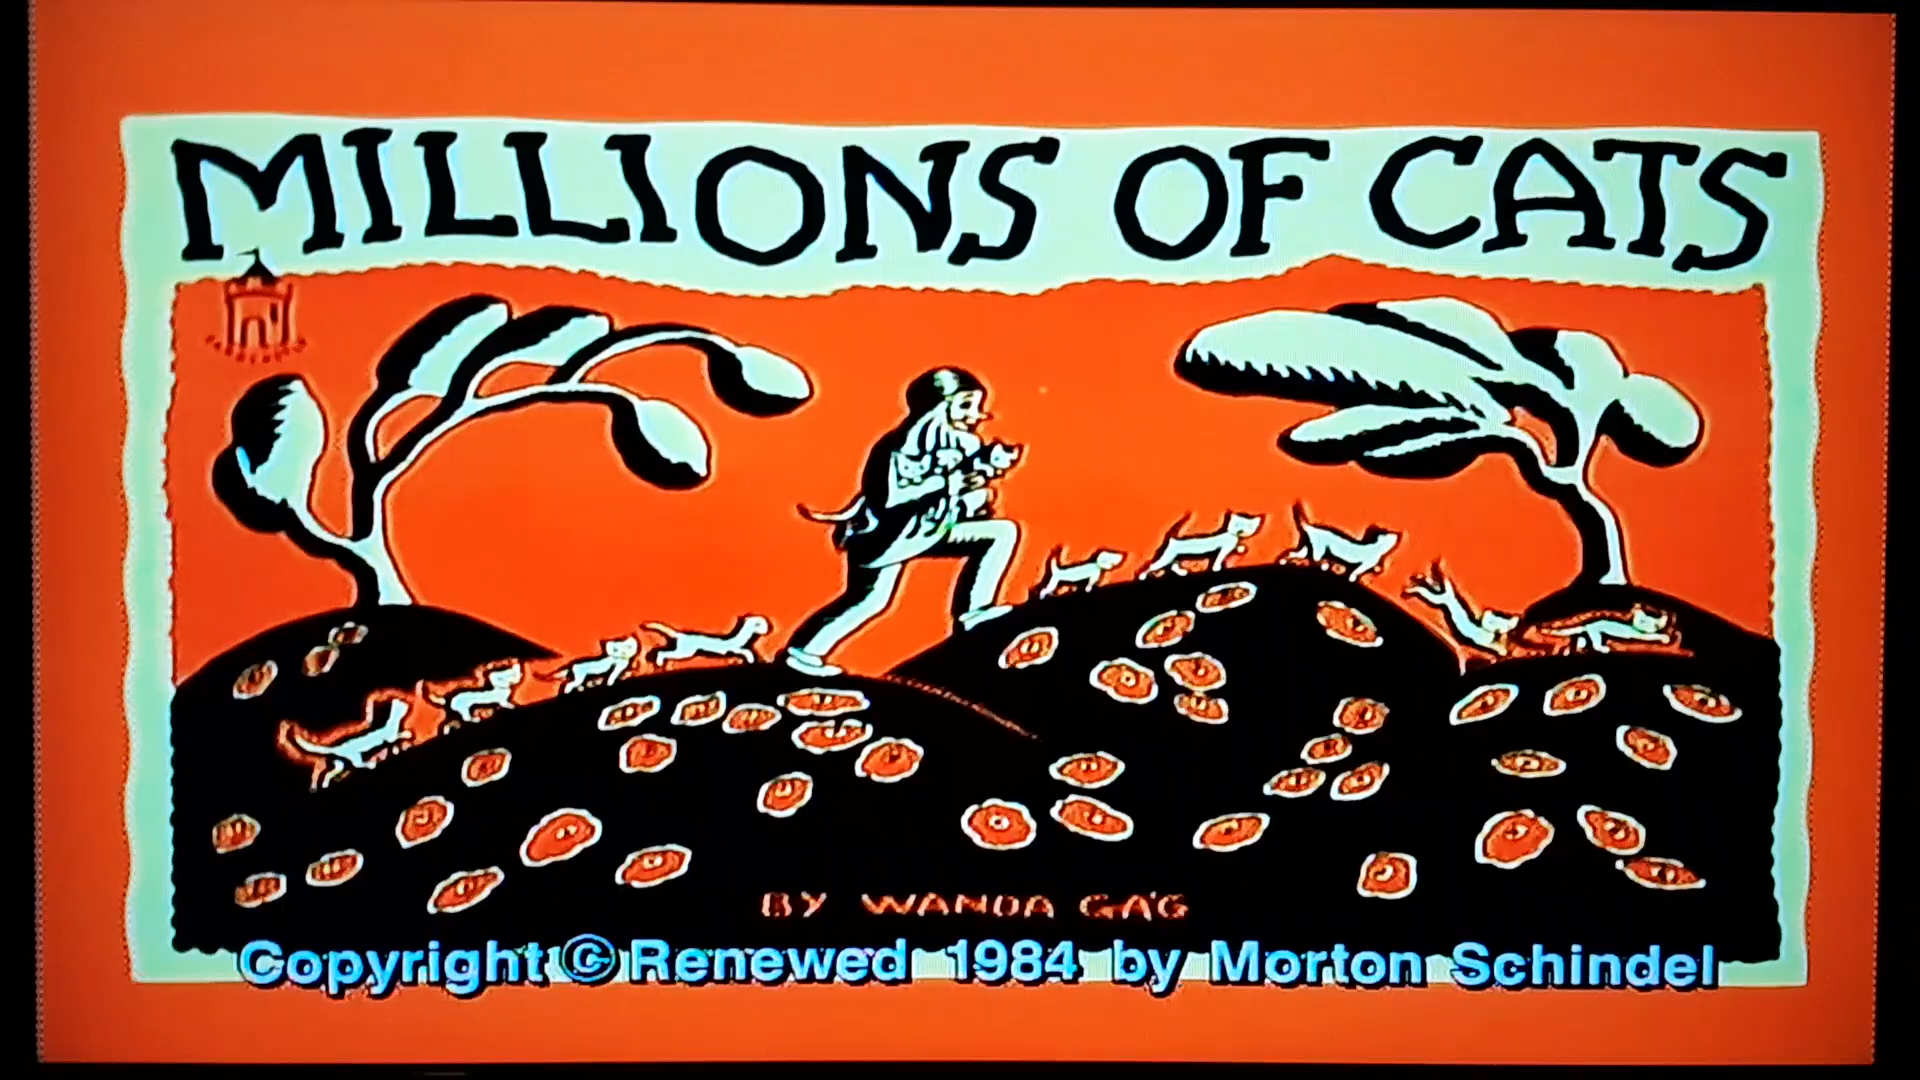 MILLIONS OF CATS
BY WANDA GÁG
Copyright © Renewed 1984 by Morton Schindel